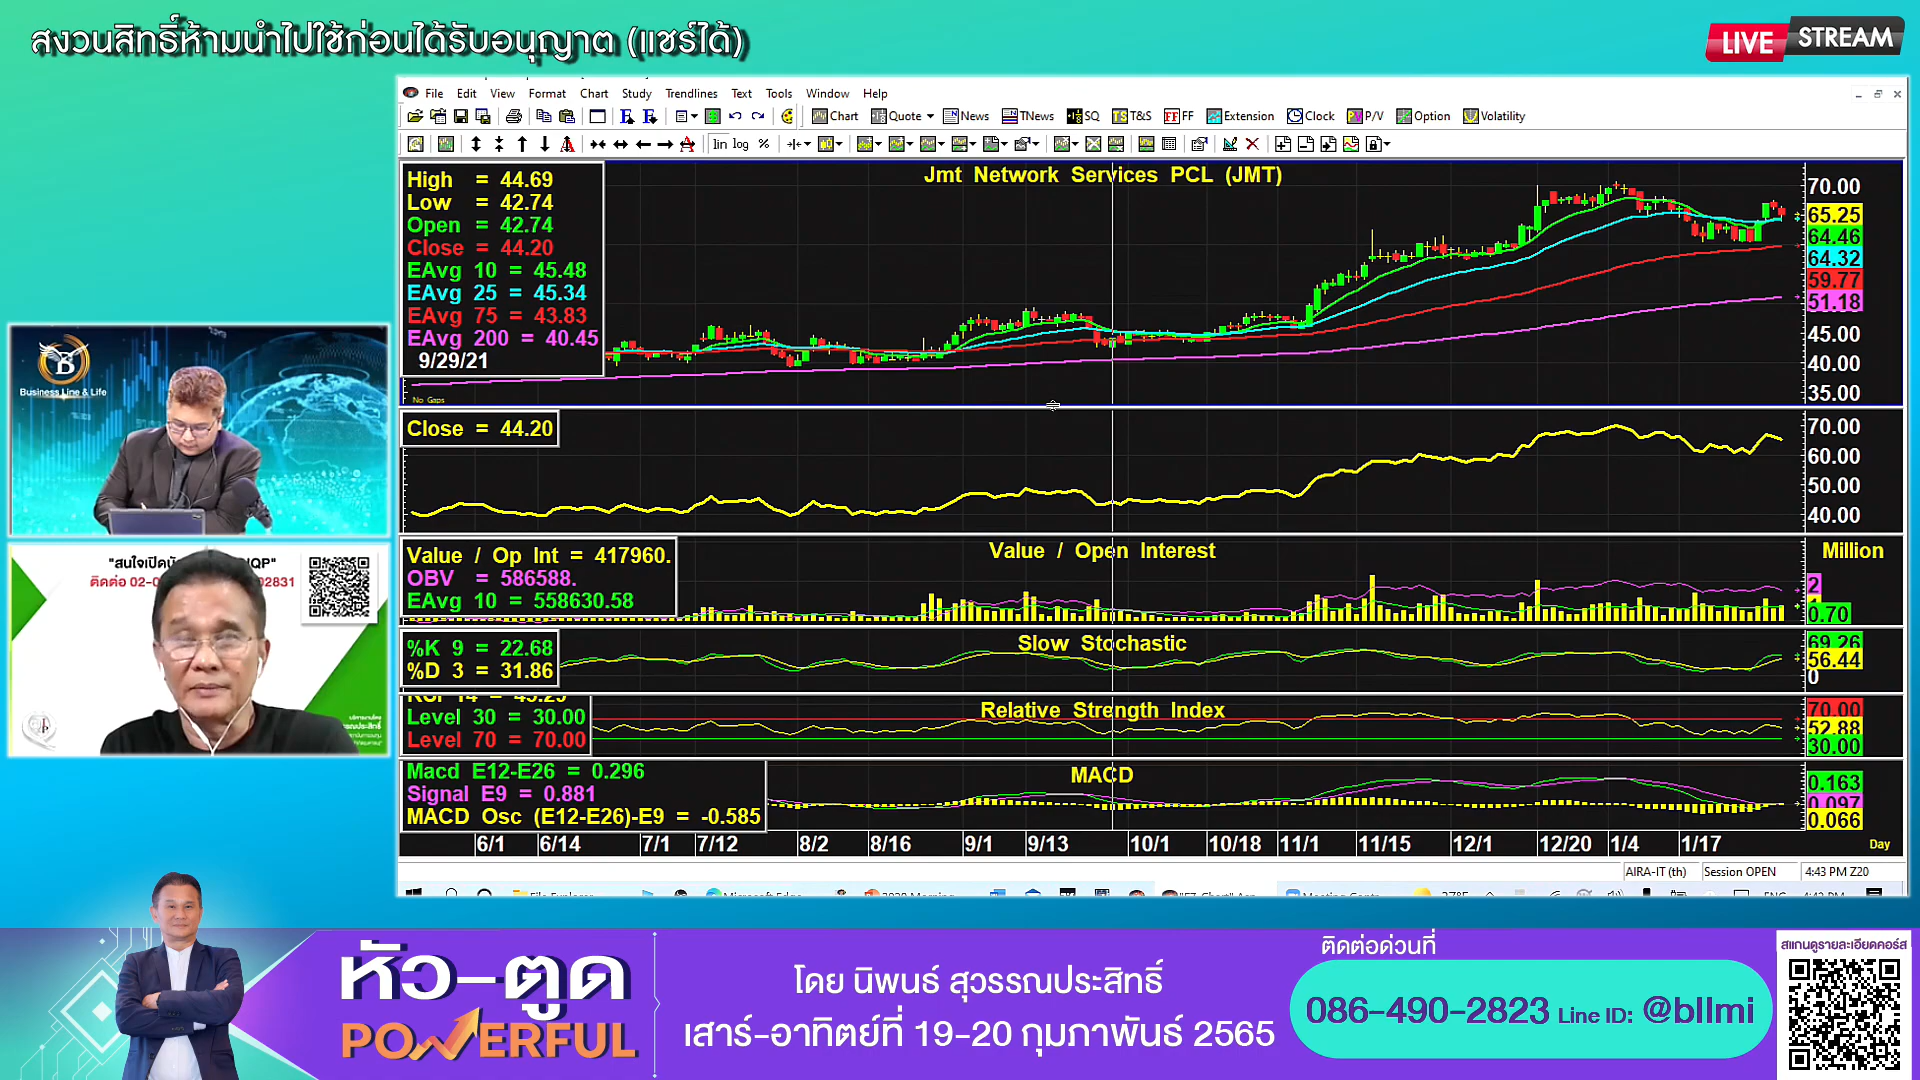 สงวนสิทธิ์ห้ามนำไปใช้ก่อนได้รับอนุญาต (แชร์ได้)
LIVE STREAM
File Edit View Format Chart Study Trendlines Text Tools Window Help
Chart Quote News TNews SQ T&S FF Extension Clock P/V Option Volatility
lin log %
Jmt Network Services PCL (JMT)
High = 44.69
Low = 42.74
Open = 42.74
Close = 44.20
EAvg 10 = 45.48
EAvg 25 = 45.34
EAvg 75 = 43.83
EAvg 200 = 40.45
9/29/21
No Gaps
70.00
65.25
64.46
64.32
59.77
51.18
45.00
40.00
35.00
Close = 44.20
70.00
60.00
50.00
40.00
Value / Op Int = 417960.
OBV = 586588.
EAvg 10 = 558630.58
Value / Open Interest
Million
2
0.70
%K 9 = 22.68
%D 3 = 31.86
Slow Stochastic
69.26
56.44
0
Level 30 = 30.00
Level 70 = 70.00
Relative Strength Index
70.00
52.88
30.00
Macd E12-E26 = 0.296
Signal E9 = 0.881
MACD Osc (E12-E26)-E9 = -0.585
MACD
0.163
0.097
0.066
6/1 6/14 7/1 7/12 8/2 8/16 9/1 9/13 10/1 10/18 11/1 11/15 12/1 12/20 1/4 1/17 Day
AIRA-IT (th) Session OPEN 4:43 PM Z20
B
Business Line & Life
หัว-ตูด
POWERFUL
โดย นิพนธ์ สุวรรณประสิทธิ์
เสาร์-อาทิตย์ที่ 19-20 กุมภาพันธ์ 2565
ติดต่อด่วนที่
086-490-2823 Line ID: @bllmi
สแกนดูรายละเอียดคอร์ส